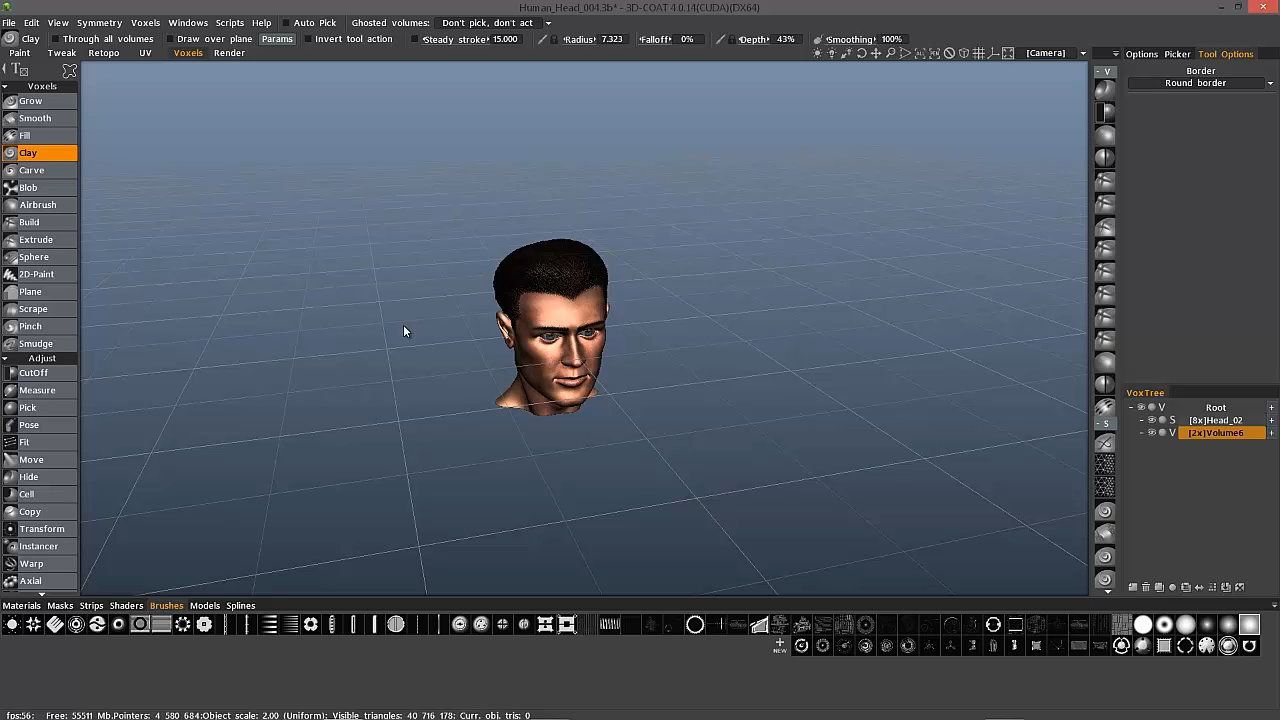 Human_Head_004.3b* - 3D-COAT 4.0.14(CUDA)(DX64)
File Edit View Symmetry Voxels Windows Scripts Help Auto Pick Ghosted volumes: Don't pick, don't act
Clay Through all volumes Draw over plane Params Invert tool action Steady stroke 15.000 Radius 7.323 Falloff 0% Depth 43% Smoothing 100%
Paint Tweak Retopo UV Voxels Render [Camera] Options Picker Tool Options
Border
Round border
Voxels
Grow
Smooth
Fill
Clay
Carve
Blob
Airbrush
Build
Extrude
Sphere
2D-Paint
Plane
Scrape
Pinch
Smudge
Adjust
CutOff
Measure
Pick
Pose
Fit
Move
Hide
Cell
Copy
Transform
Instancer
Warp
Axial
- V
- S
VoxTree
V Root
S [8x]Head_02
V [2x]Volume6
Materials Masks Strips Shaders Brushes Models Splines
NEW
fps:56; Free: 55511 Mb.Pointers: 4 580 684;Object scale: 2.00 (Uniform); Visible_triangles: 40 716 178; Curr. obj. tris: 0